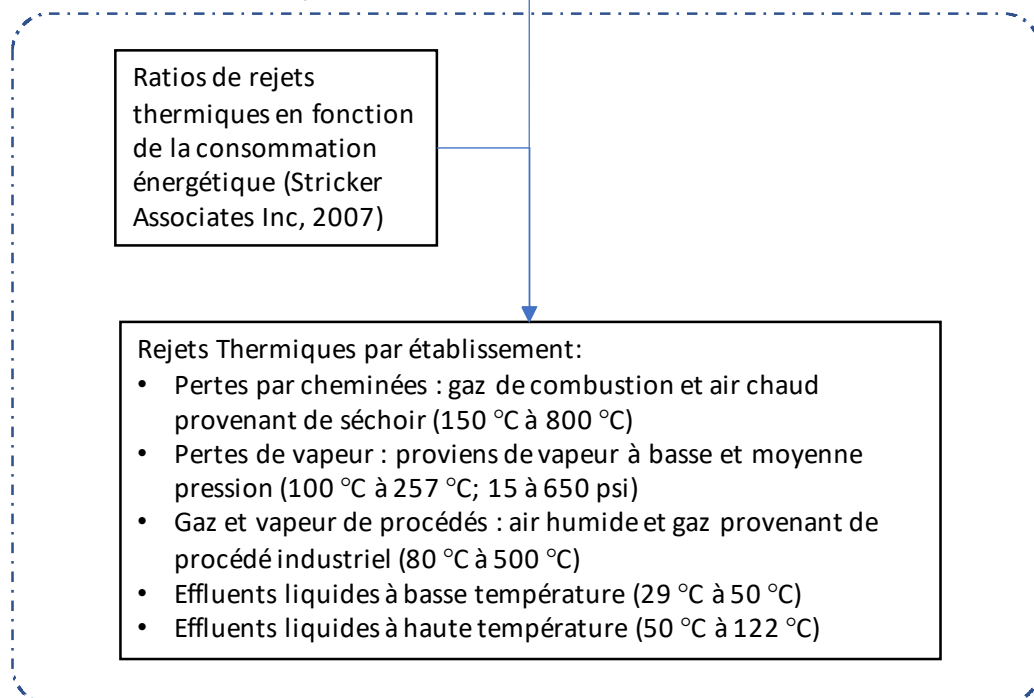 Ratios de rejets
thermiques en fonction
de la consommation
énergétique (Stricker
Associates Inc, 2007)
Rejets Thermiques par établissement:
• Pertes par cheminées : gaz de combustion et air chaud
provenant de séchoir (150 °C à 800 °C)
• Pertes de vapeur : proviens de vapeur à basse et moyenne
pression (100 °C à 257 °C; 15 à 650 psi)
• Gaz et vapeur de procédés : air humide et gaz provenant de
procédé industriel (80 °C à 500 °C)
• Effluents liquides à basse température (29 °C à 50 °C)
• Effluents liquides à haute température (50 °C à 122 °C)